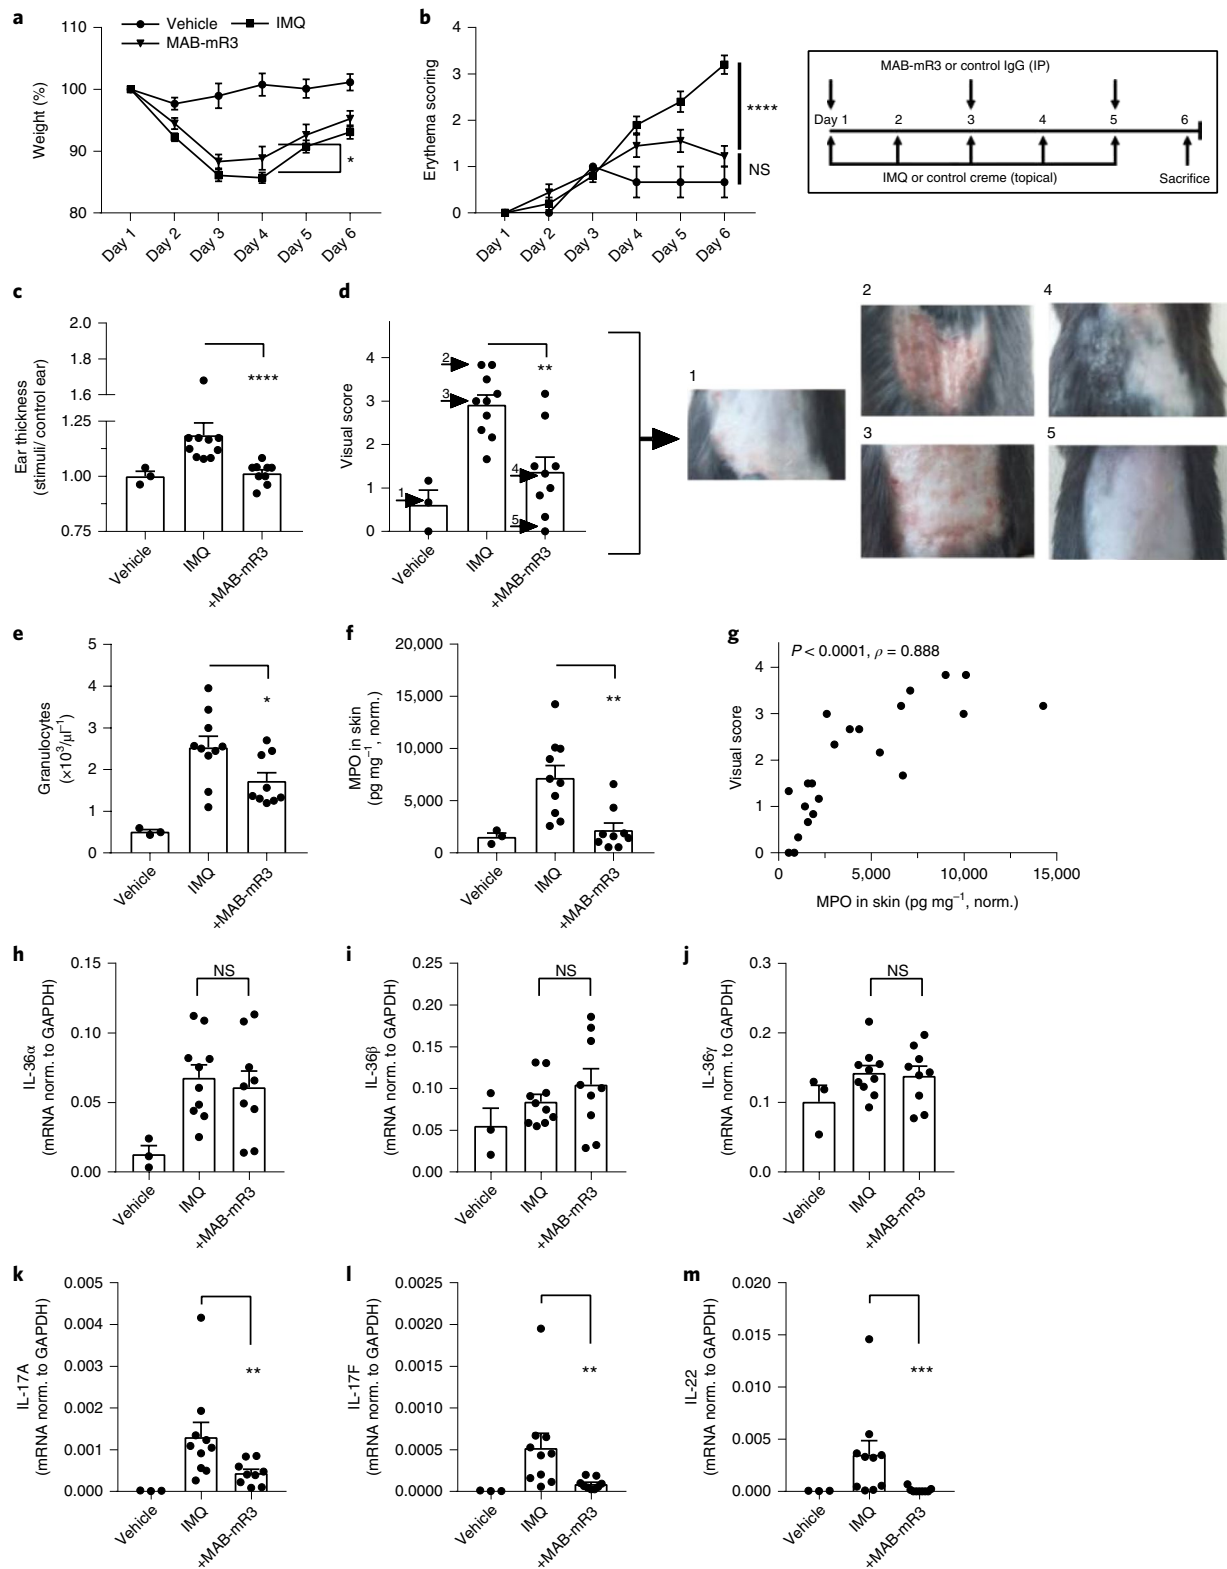 a
110
100
90
80
Weight (%)
Vehicle
IMQ
MAB-mR3
*
Day 1
Day 2
Day 3
Day 4
Day 5
Day 6
b
4
3
2
1
0
Erythema scoring
****
NS
Day 1
Day 2
Day 3
Day 4
Day 5
Day 6
MAB-mR3 or control IgG (IP)
Day 1
2
3
4
5
6
IMQ or control creme (topical)
Sacrifice
c
2.0
1.8
1.6
1.25
1.00
0.75
Ear thickness
(stimuli/ control ear)
****
Vehicle
IMQ
+MAB-mR3
d
4
3
2
1
0
Visual score
1
2
3
4
5
**
Vehicle
IMQ
+MAB-mR3
1
2
4
3
5
e
5
4
3
2
1
0
Granulocytes
(×10³/µl⁻¹)
*
Vehicle
IMQ
+MAB-mR3
f
20,000
15,000
10,000
5,000
0
MPO in skin
(pg mg⁻¹, norm.)
**
Vehicle
IMQ
+MAB-mR3
g
P < 0.0001, ρ = 0.888
4
3
2
1
0
Visual score
0
5,000
10,000
15,000
MPO in skin (pg mg⁻¹, norm.)
h
0.15
0.10
0.05
0.00
IL-36α
(mRNA norm. to GAPDH)
NS
Vehicle
IMQ
+MAB-mR3
i
0.25
0.20
0.15
0.10
0.05
0.00
IL-36β
(mRNA norm. to GAPDH)
NS
Vehicle
IMQ
+MAB-mR3
j
0.3
0.2
0.1
0.0
IL-36γ
(mRNA norm. to GAPDH)
NS
Vehicle
IMQ
+MAB-mR3
k
0.005
0.004
0.003
0.002
0.001
0.000
IL-17A
(mRNA norm. to GAPDH)
**
Vehicle
IMQ
+MAB-mR3
l
0.0025
0.0020
0.0015
0.0010
0.0005
0.0000
IL-17F
(mRNA norm. to GAPDH)
**
Vehicle
IMQ
+MAB-mR3
m
0.020
0.015
0.010
0.005
0.000
IL-22
(mRNA norm. to GAPDH)
***
Vehicle
IMQ
+MAB-mR3